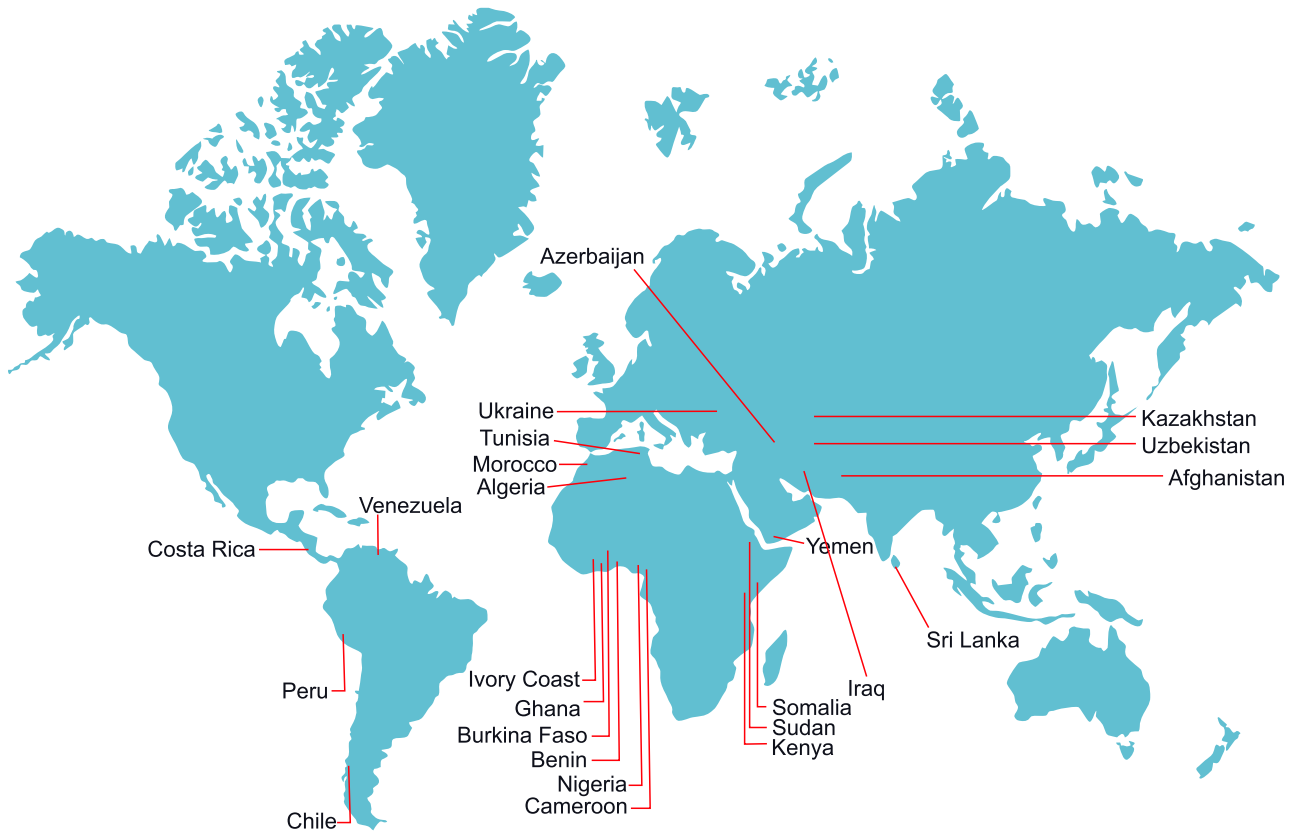 Azerbaijan
Ukraine
Kazakhstan
Tunisia
Uzbekistan
Morocco
Afghanistan
Algeria
Venezuela
Costa Rica
Yemen
Sri Lanka
Ivory Coast
Peru
Iraq
Ghana
Somalia
Burkina Faso
Sudan
Kenya
Benin
Nigeria
Cameroon
Chile